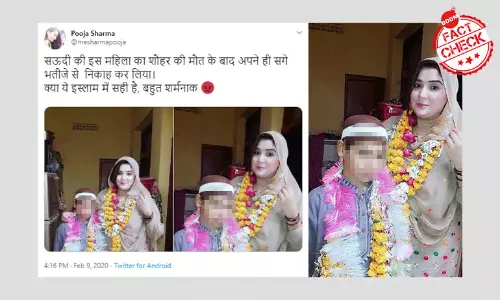 Pooja Sharma
@masharmapooja
सऊदी की इस महिला का शौहर की मौत के बाद अपने ही सगे
भतीजे से निकाह कर लिया।
क्या ये इस्लाम में सही है, बहुत शर्मनाक 😡
4:16 PM · Feb 9, 2020 · Twitter for Android
BOOM
FACT
CHECK